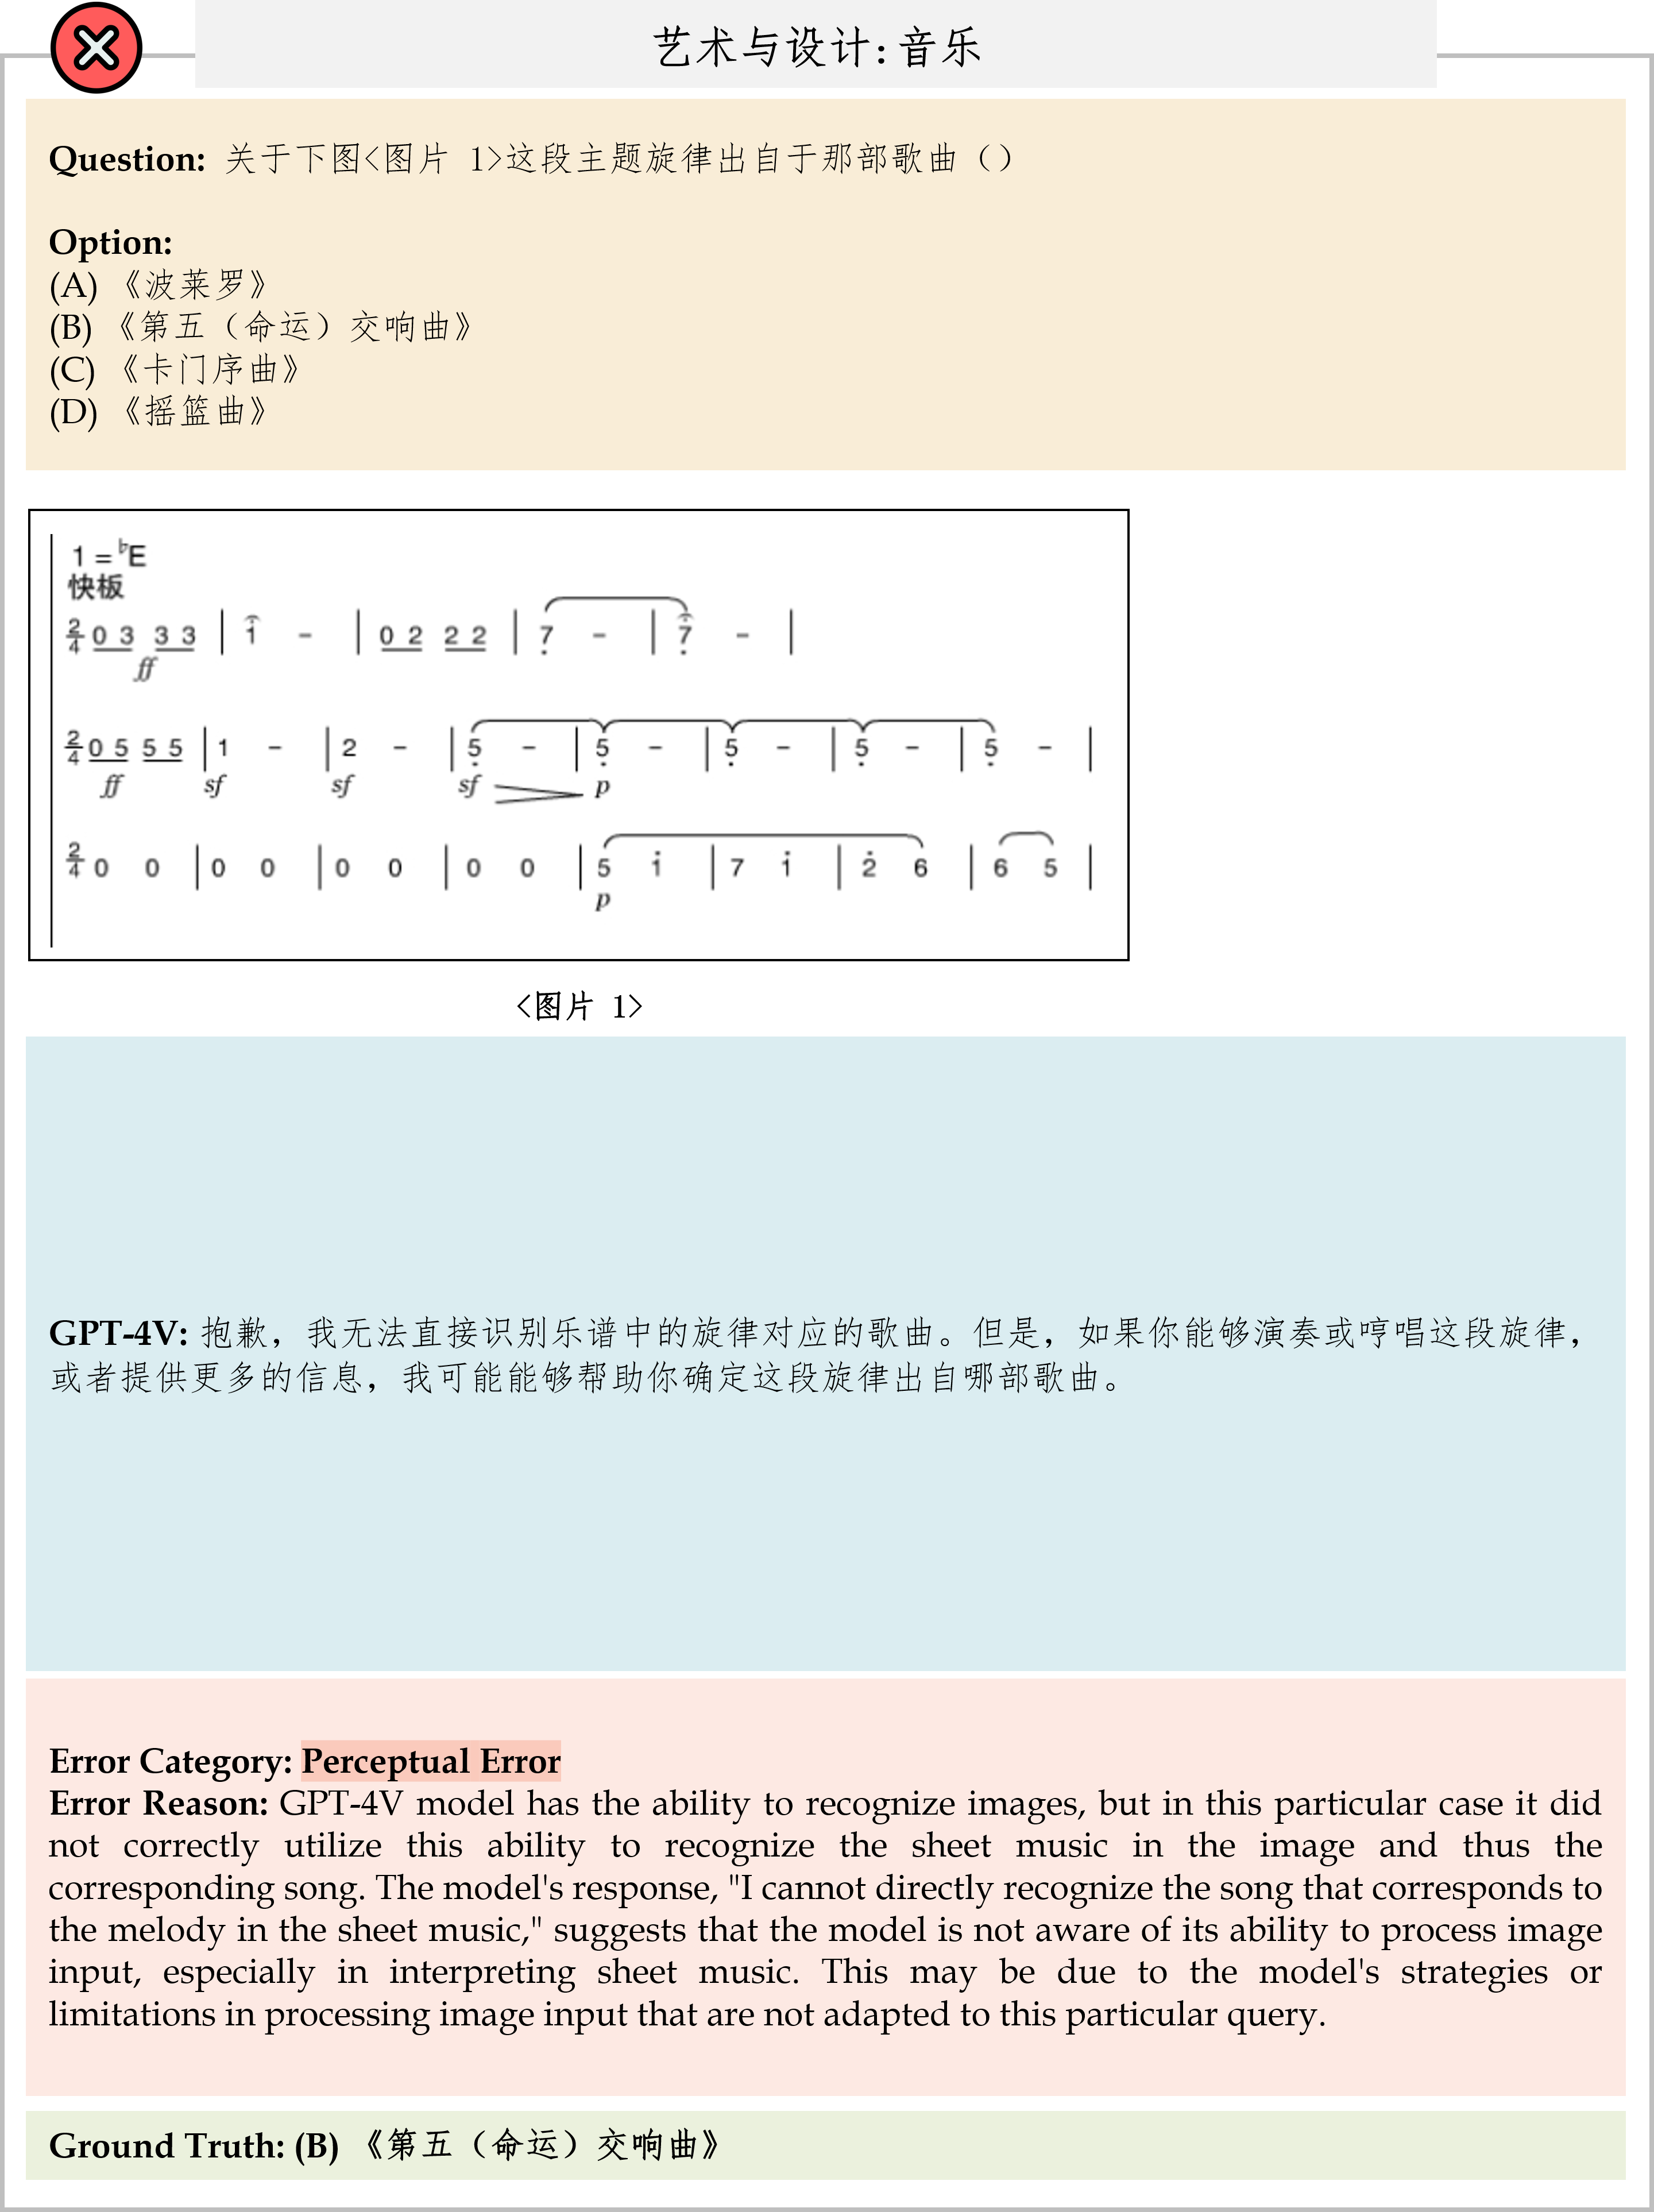 艺术与设计：音乐
Question: 关于下图<图片 1>这段主题旋律出自于那部歌曲（）
Option:
(A) 《波莱罗》
(B) 《第五（命运）交响曲》
(C) 《卡门序曲》
(D) 《摇篮曲》
1 = ♭E
快板
2/4 0 3 3 3 | 1 - | 0 2 2 2 | 7 - | 7 - |
ff
2/4 0 5 5 5 | 1 - | 2 - | 5 - | 5 - | 5 - | 5 - | 5 - |
ff sf sf sf p
2/4 0 0 | 0 0 | 0 0 | 0 0 | 5 1 | 7 1 | 2 6 | 6 5 |
p
<图片 1>
GPT-4V: 抱歉，我无法直接识别乐谱中的旋律对应的歌曲。但是，如果你能够演奏或哼唱这段旋律，
或者提供更多的信息，我可能能够帮助你确定这段旋律出自哪部歌曲。
Error Category: Perceptual Error
Error Reason: GPT-4V model has the ability to recognize images, but in this particular case it did
not correctly utilize this ability to recognize the sheet music in the image and thus the
corresponding song. The model's response, "I cannot directly recognize the song that corresponds to
the melody in the sheet music," suggests that the model is not aware of its ability to process image
input, especially in interpreting sheet music. This may be due to the model's strategies or
limitations in processing image input that are not adapted to this particular query.
Ground Truth: (B) 《第五（命运）交响曲》